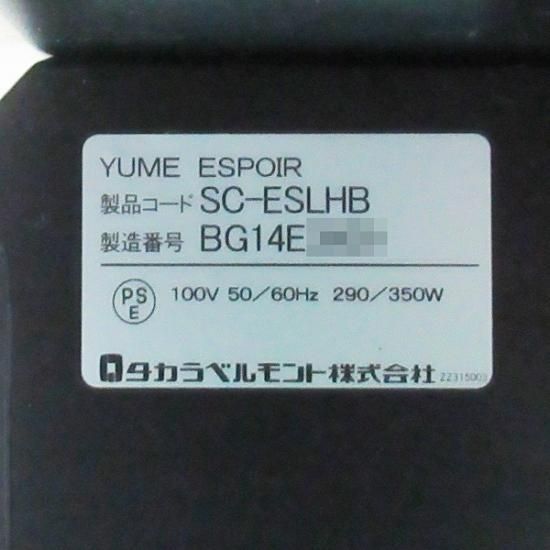 YUME ESPOIR
製品コード SC-ESLHB
製造番号 BG14E
PS
E
100V 50/60Hz 290/350W
タカラベルモント株式会社